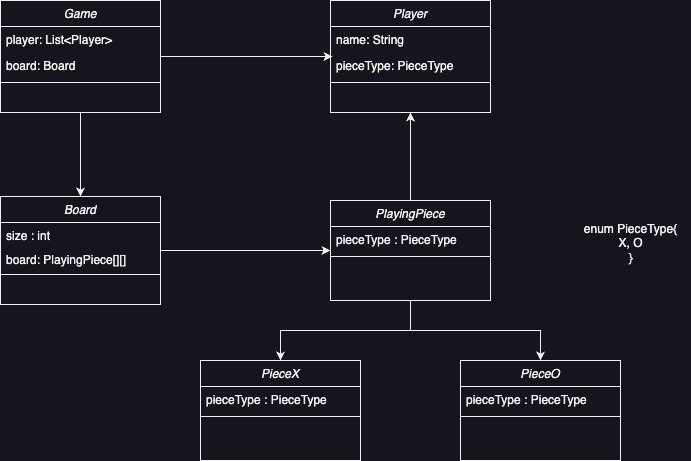 Game
player: List<Player>
board: Board
Player
name: String
pieceType: PieceType
Board
size : int
board: PlayingPiece[][]
PlayingPiece
pieceType : PieceType
enum PieceType{
X, O
}
PieceX
pieceType : PieceType
PieceO
pieceType : PieceType